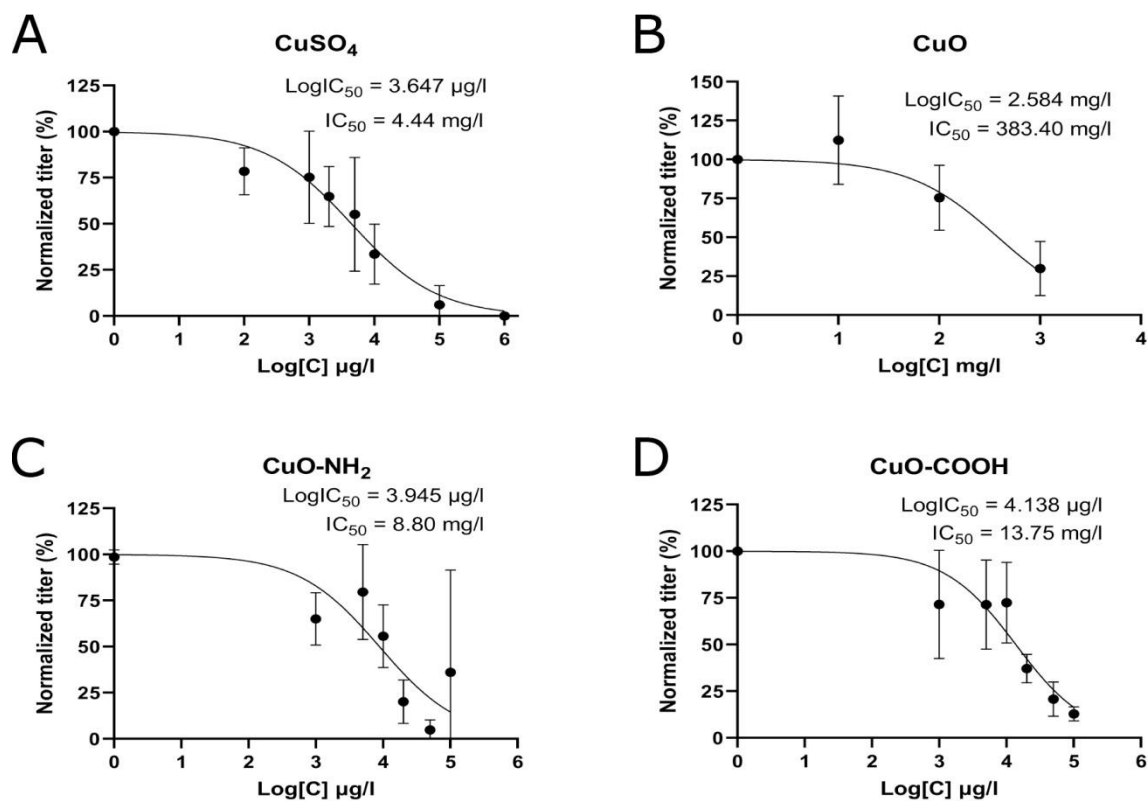 A
CuSO₄
LogIC₅₀ = 3.647 µg/l
IC₅₀ = 4.44 mg/l
Normalized titer (%)
125
100
75
50
25
0
0 1 2 3 4 5 6
Log[C] µg/l
B
CuO
LogIC₅₀ = 2.584 mg/l
IC₅₀ = 383.40 mg/l
Normalized titer (%)
150
125
100
75
50
25
0
0 1 2 3 4
Log[C] mg/l
C
CuO-NH₂
LogIC₅₀ = 3.945 µg/l
IC₅₀ = 8.80 mg/l
Normalized titer (%)
125
100
75
50
25
0
0 1 2 3 4 5 6
Log[C] µg/l
D
CuO-COOH
LogIC₅₀ = 4.138 µg/l
IC₅₀ = 13.75 mg/l
Normalized titer (%)
125
100
75
50
25
0
0 1 2 3 4 5 6
Log[C] µg/l